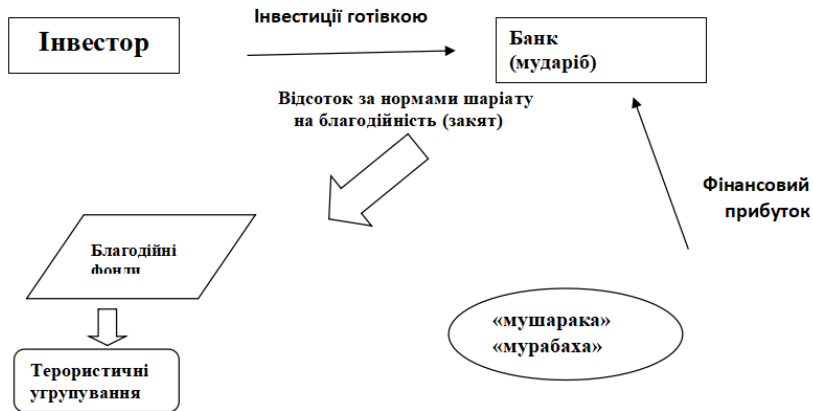 Інвестиції готівкою
Інвестор
Банк
(мударіб)
Відсоток за нормами шаріату
на благодійність (закят)
Фінансовий
прибуток
Благодійні
фонди
«мушарака»
«мурабаха»
Терористичні
угрупування